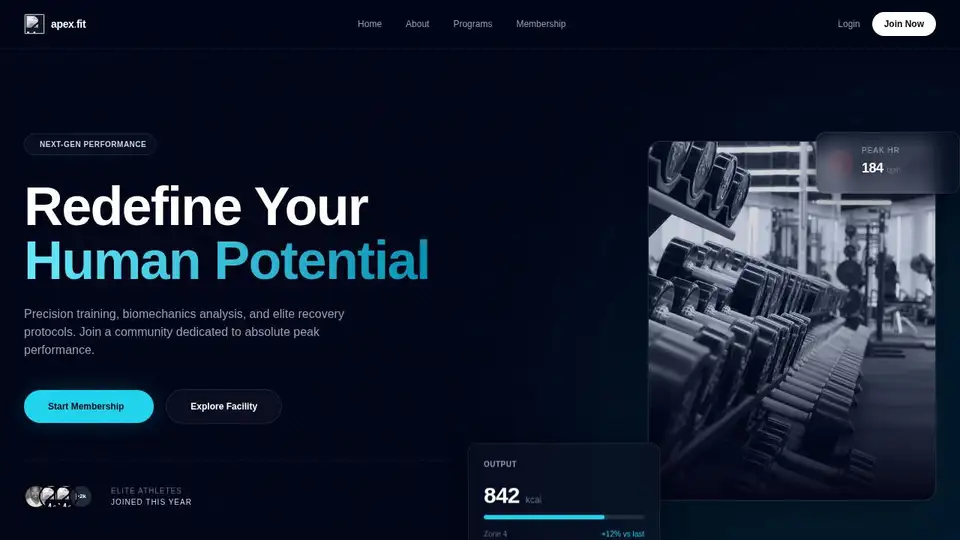 apex.fit
Home About Programs Membership
Login Join Now
NEXT-GEN PERFORMANCE
Redefine Your
Human Potential
Precision training, biomechanics analysis, and elite recovery
protocols. Join a community dedicated to absolute peak
performance.
Start Membership Explore Facility
ELITE ATHLETES
JOINED THIS YEAR
PEAK HR
184
OUTPUT
842 kcal
Zone 4 +12% vs last